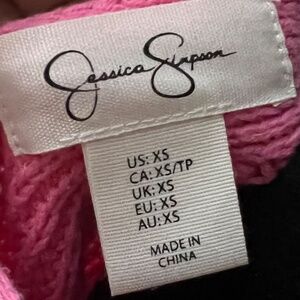 Jessica Simpson
US: XS
CA: XS/TP
UK: XS
EU: XS
AU: XS
MADE IN
CHINA